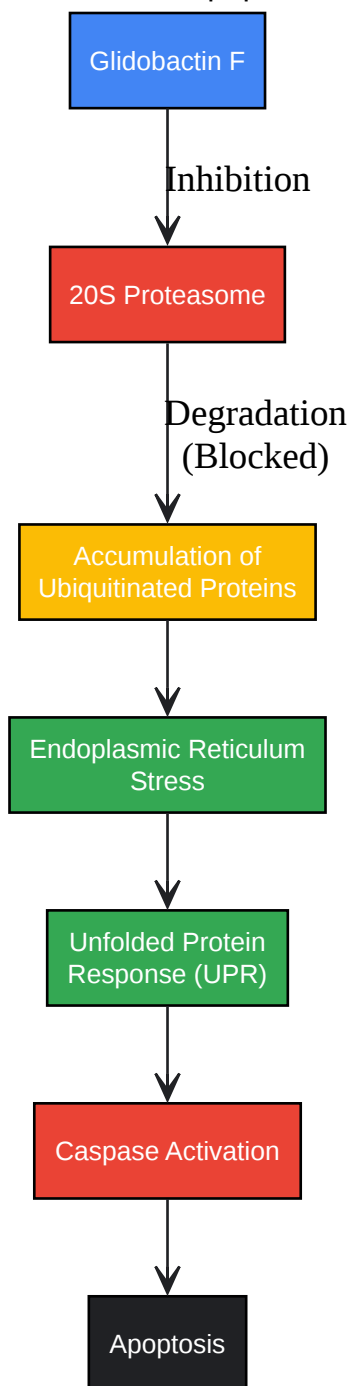 Glidobactin F
Inhibition
20S Proteasome
Degradation
(Blocked)
Accumulation of
Ubiquitinated Proteins
Endoplasmic Reticulum
Stress
Unfolded Protein
Response (UPR)
Caspase Activation
Apoptosis